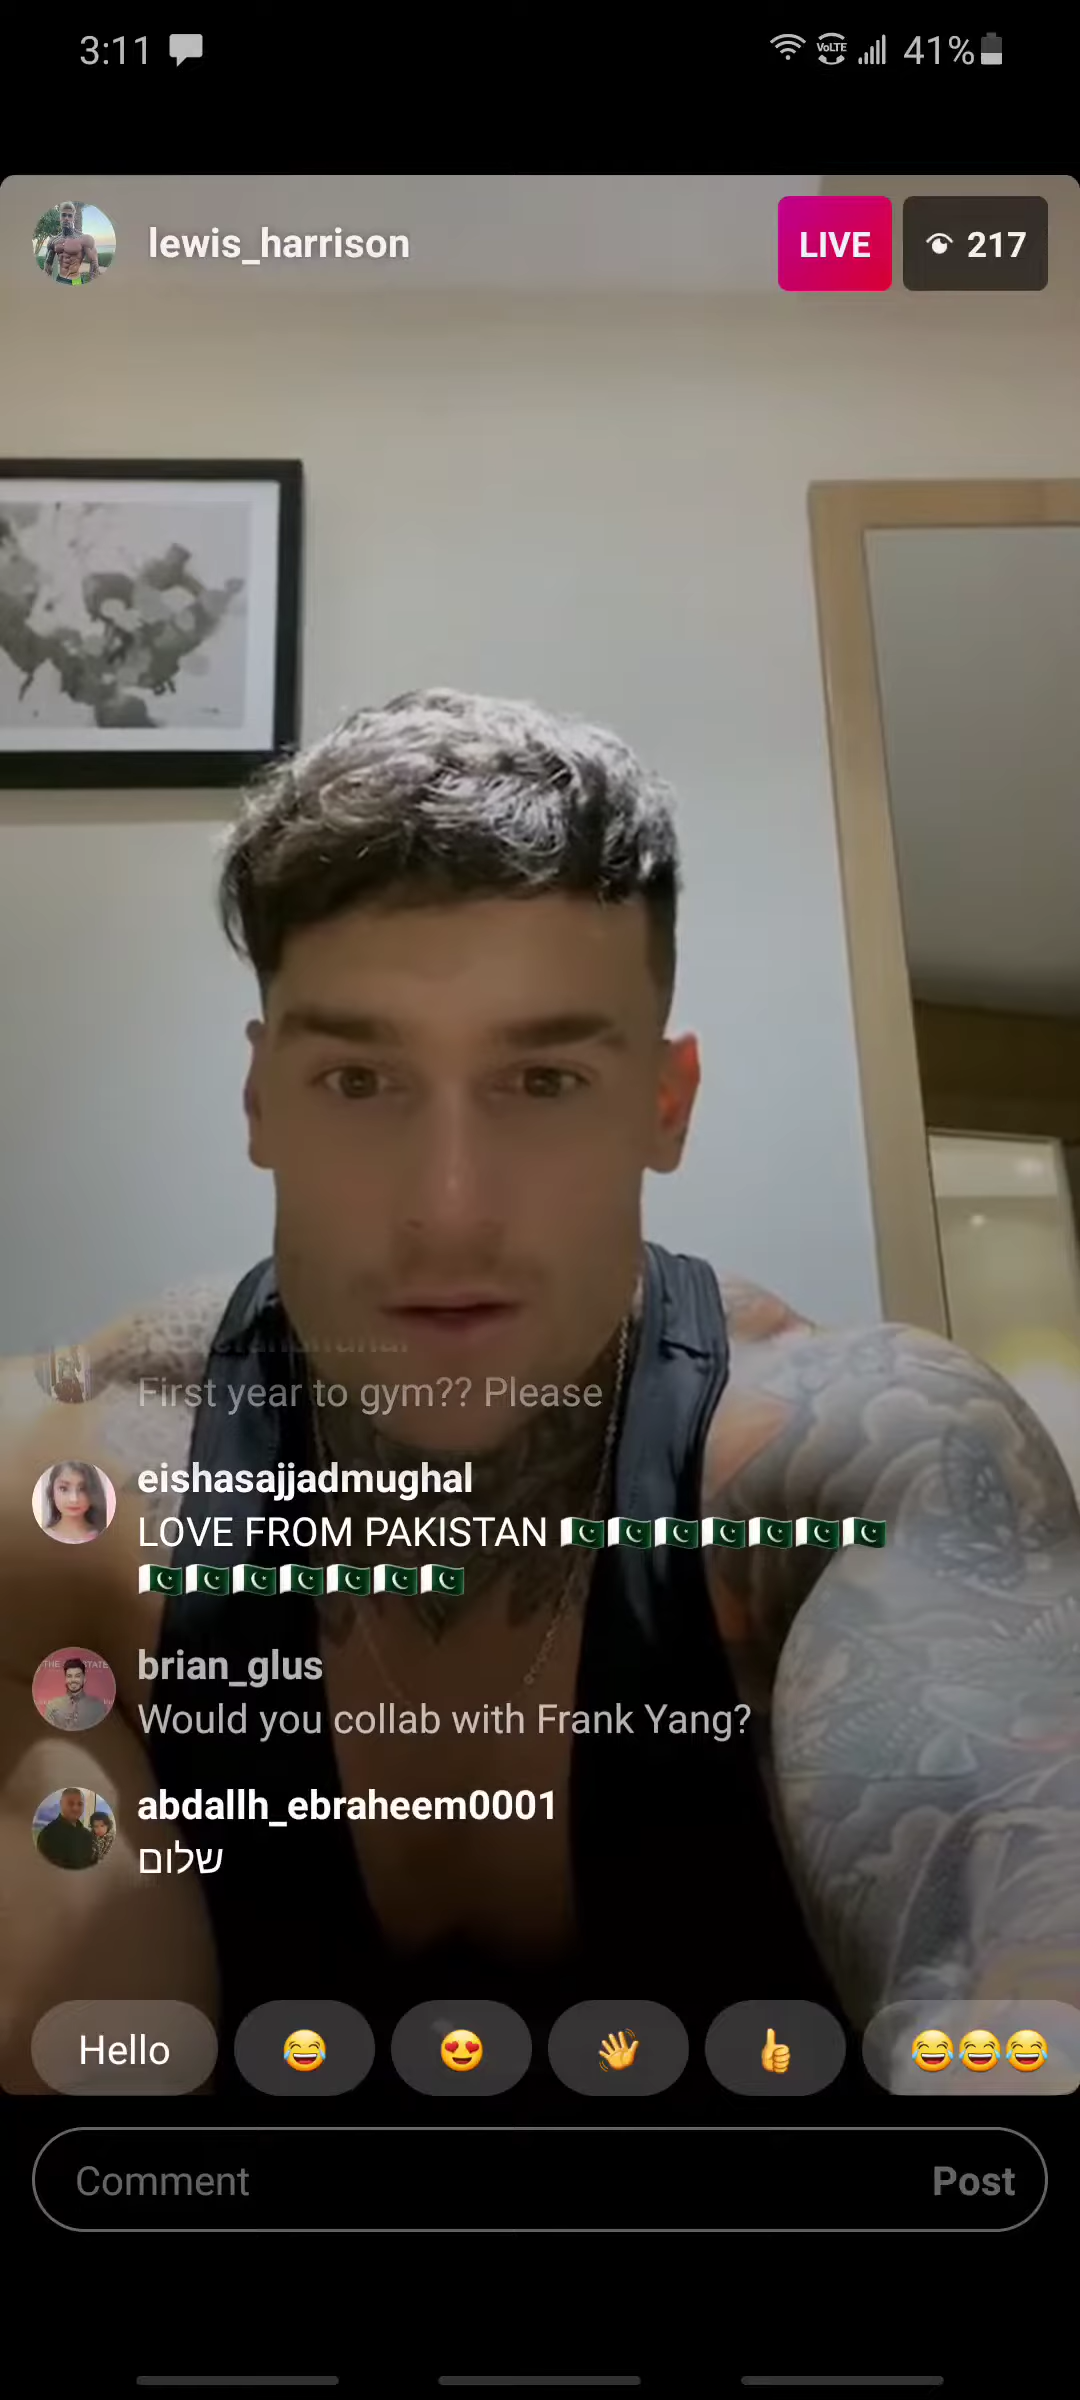 3:11
VoLTE
41%
lewis_harrison
LIVE
217
First year to gym?? Please
eishasajjadmughal
LOVE FROM PAKISTAN 🇵🇰🇵🇰🇵🇰🇵🇰🇵🇰🇵🇰🇵🇰
🇵🇰🇵🇰🇵🇰🇵🇰🇵🇰🇵🇰🇵🇰
brian_glus
Would you collab with Frank Yang?
abdallh_ebraheem0001
שלום
Hello 😂 😍 👋 👍 😂😂😂
Comment
Post